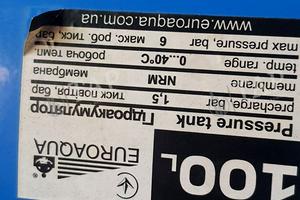 100L
EUROAQUA
Pressure tank
Гідроакумулятор
precharge, bar 1,5 тиск повітря, бар
membrane NRM мембрана
temp. range 0...40°C робоча темп.
max pressure, bar 6 макс. роб. тиск, бар
www.euroaqua.com.ua